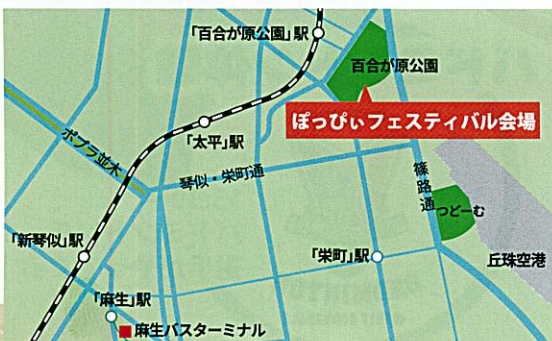 「百合が原公園」駅
百合が原公園
ぽっぴぃフェスティバル会場
「太平」駅
ポプラ並木
琴似・栄町通
篠路通
つどーむ
「新琴似」駅
「栄町」駅
丘珠空港
「麻生」駅
麻生バスターミナル